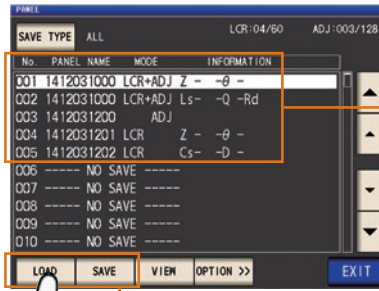 PANEL
SAVE TYPE ALL LCR:04/60 ADJ:003/128
No. PANEL NAME MODE INFORMATION
001 1412031000 LCR+ADJ Z - -θ -
002 1412031000 LCR+ADJ Ls- -Q -Rd
003 1412031200 ADJ
004 1412031201 LCR Z - -θ -
005 1412031202 LCR Cs- -D -
006 ----- NO SAVE -----
007 ----- NO SAVE -----
008 ----- NO SAVE -----
009 ----- NO SAVE -----
010 ----- NO SAVE -----
LOAD SAVE VIEW OPTION >> EXIT